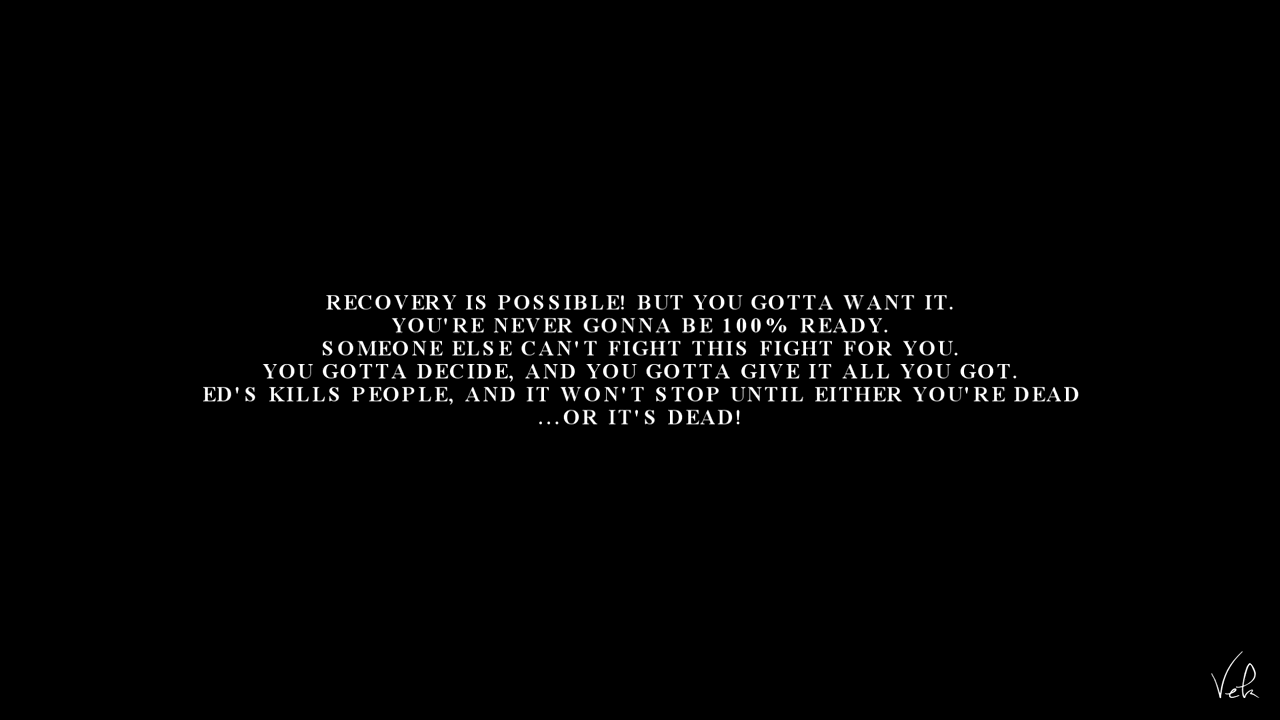 RECOVERY IS POSSIBLE! BUT YOU GOTTA WANT IT.
YOU'RE NEVER GONNA BE 100% READY.
SOMEONE ELSE CAN'T FIGHT THIS FIGHT FOR YOU.
YOU GOTTA DECIDE, AND YOU GOTTA GIVE IT ALL YOU GOT.
ED'S KILLS PEOPLE, AND IT WON'T STOP UNTIL EITHER YOU'RE DEAD
...OR IT'S DEAD!
Vek